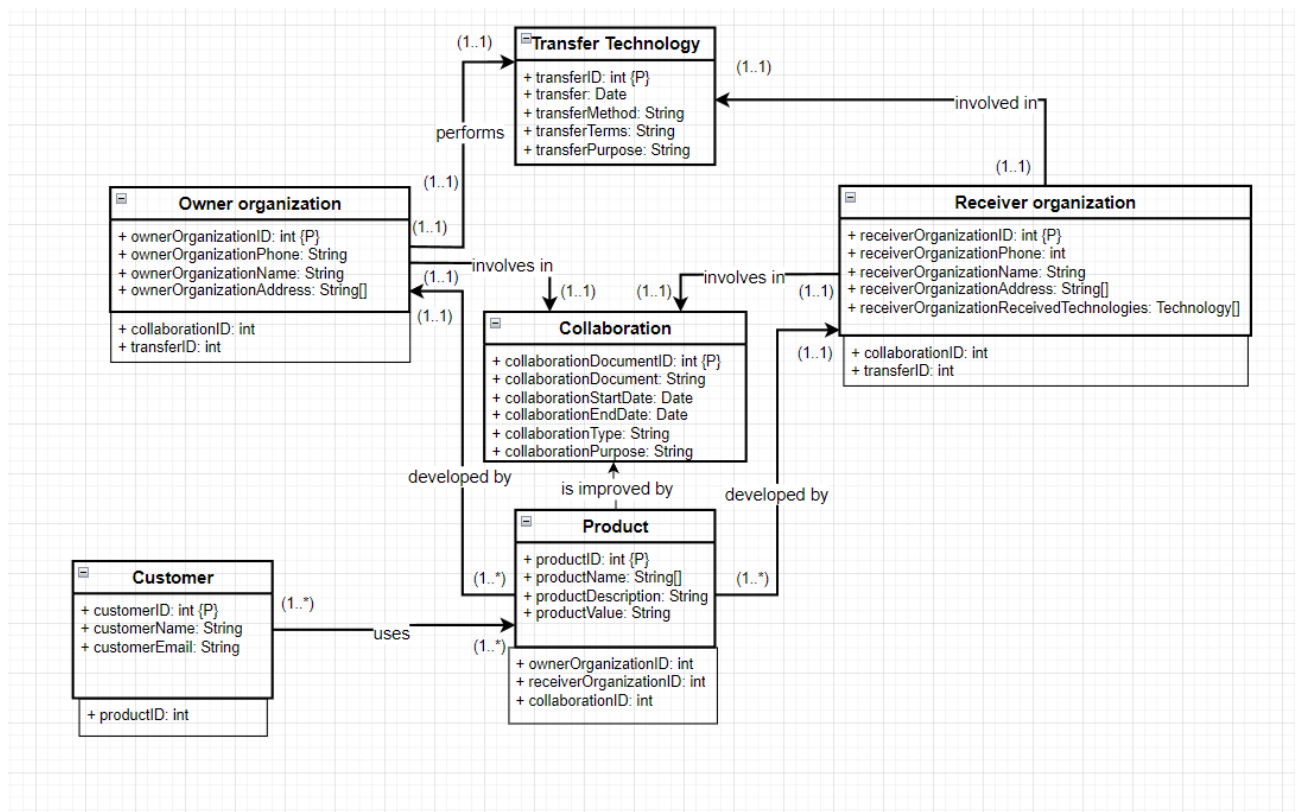 Transfer Technology
+ transferID: int {P}
+ transfer: Date
+ transferMethod: String
+ transferTerms: String
+ transferPurpose: String
(1..1)
(1..1)
performs
involved in
(1..1)
(1..1)
(1..1)
Owner organization
+ ownerOrganizationID: int {P}
+ ownerOrganizationPhone: String
+ ownerOrganizationName: String
+ ownerOrganizationAddress: String[]
+ collaborationID: int
+ transferID: int
Receiver organization
+ receiverOrganizationID: int {P}
+ receiverOrganizationPhone: int
+ receiverOrganizationName: String
+ receiverOrganizationAddress: String[]
+ receiverOrganizationReceivedTechnologies: Technology[]
+ collaborationID: int
+ transferID: int
involves in
involves in
(1..1)
(1..1)
(1..1)
(1..1)
(1..1)
(1..1)
Collaboration
+ collaborationDocumentID: int {P}
+ collaborationDocument: String
+ collaborationStartDate: Date
+ collaborationEndDate: Date
+ collaborationType: String
+ collaborationPurpose: String
developed by
is improved by
developed by
Product
+ productID: int {P}
+ productName: String[]
+ productDescription: String
+ productValue: String
+ ownerOrganizationID: int
+ receiverOrganizationID: int
+ collaborationID: int
(1..*)
(1..*)
Customer
+ customerID: int {P}
+ customerName: String
+ customerEmail: String
+ productID: int
(1..*)
uses
(1..*)